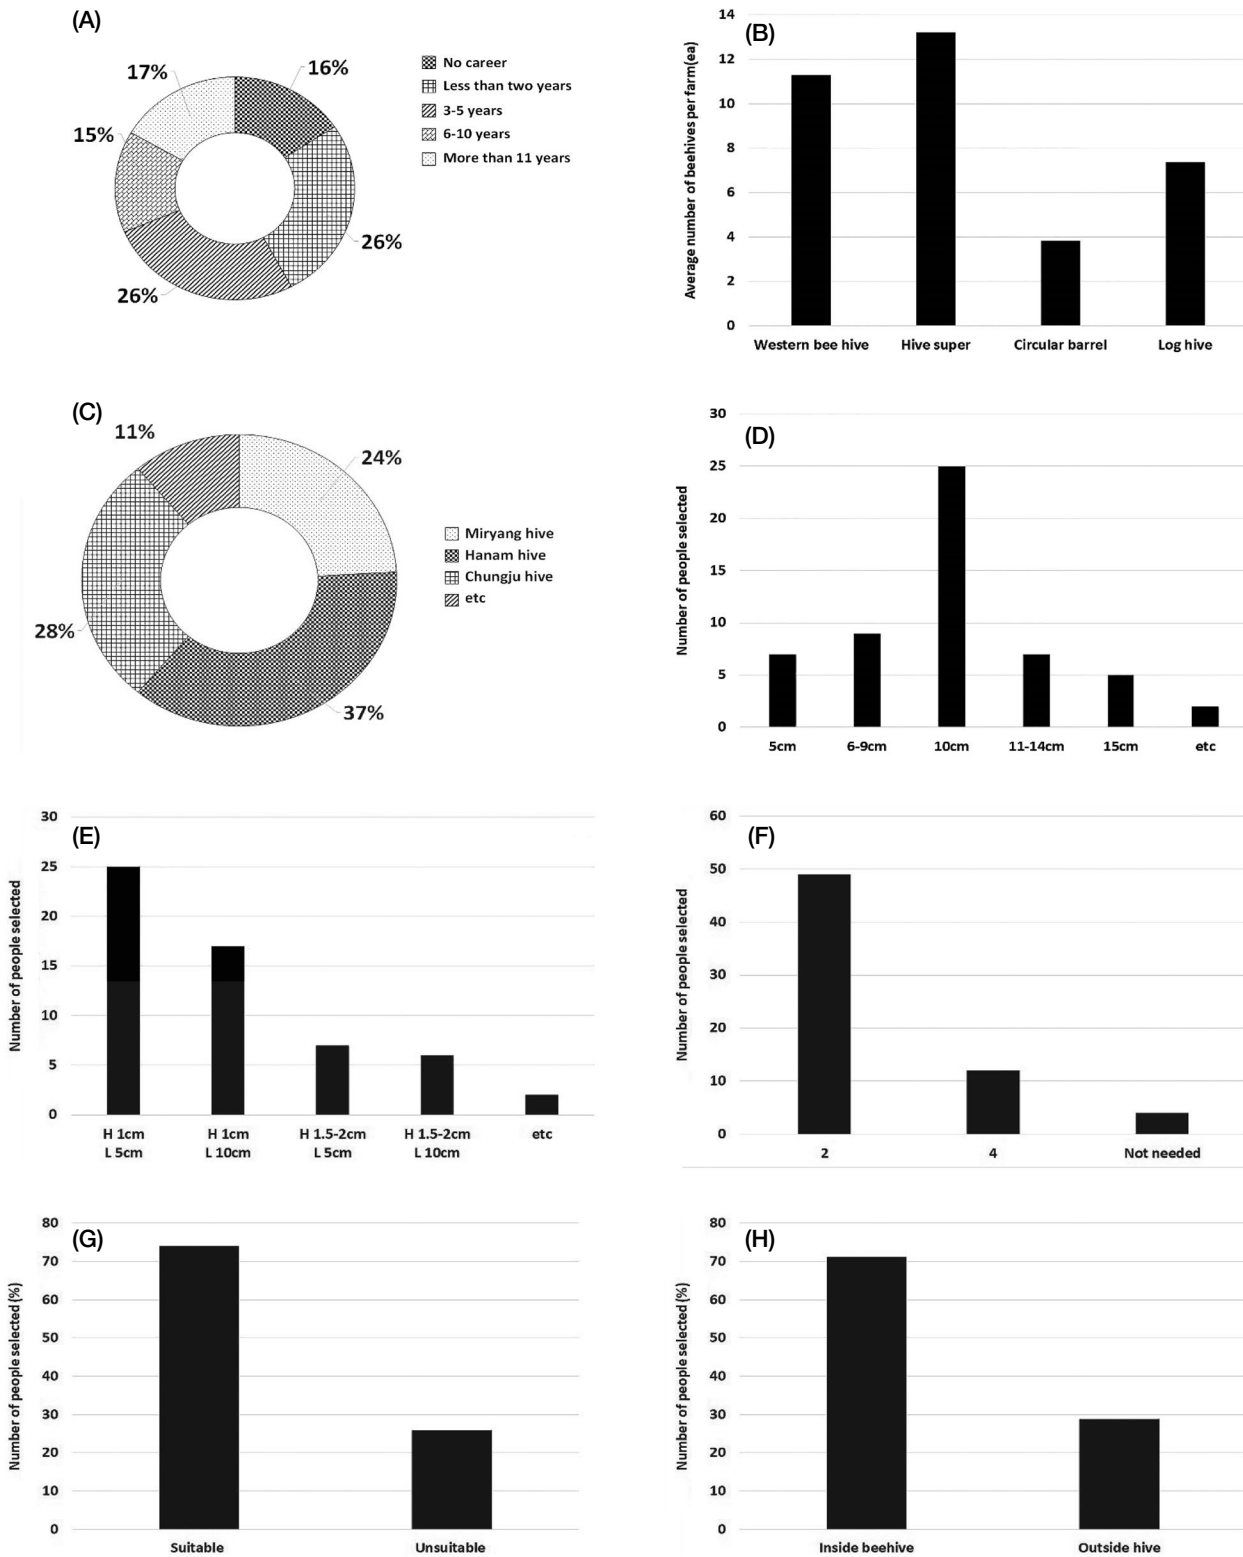 (A)
16%
26%
26%
15%
17%
No career
Less than two years
3-5 years
6-10 years
More than 11 years
(B)
Average number of beehives per farm(ea)
14
12
10
8
6
4
2
0
Western bee hive Hive super Circular barrel Log hive
(C)
11%
24%
28%
37%
Miryang hive
Hanam hive
Chungju hive
etc
(D)
Number of people selected
30
25
20
15
10
5
0
5cm 6-9cm 10cm 11-14cm 15cm etc
(E)
Number of people selected
30
25
20
15
10
5
0
H 1cm H 1cm H 1.5-2cm H 1.5-2cm etc
L 5cm L 10cm L 5cm L 10cm
(F)
Number of people selected
60
50
40
30
20
10
0
2 4 Not needed
(G)
Number of people selected (%)
80
70
60
50
40
30
20
10
0
Suitable Unsuitable
(H)
Number of people selected (%)
80
70
60
50
40
30
20
10
0
Inside beehive Outside hive